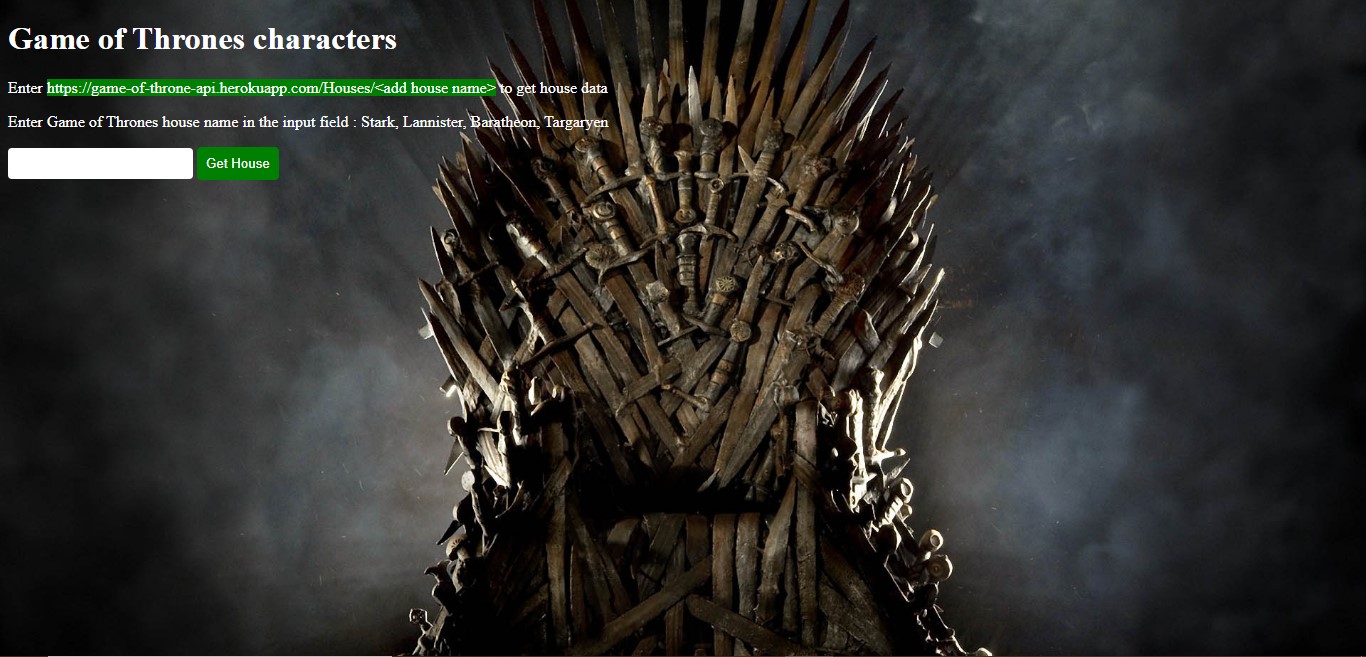 Game of Thrones characters
Enter https://game-of-throne-api.herokuapp.com/Houses/<add house name> to get house data
Enter Game of Thrones house name in the input field : Stark, Lannister, Baratheon, Targaryen
Get House